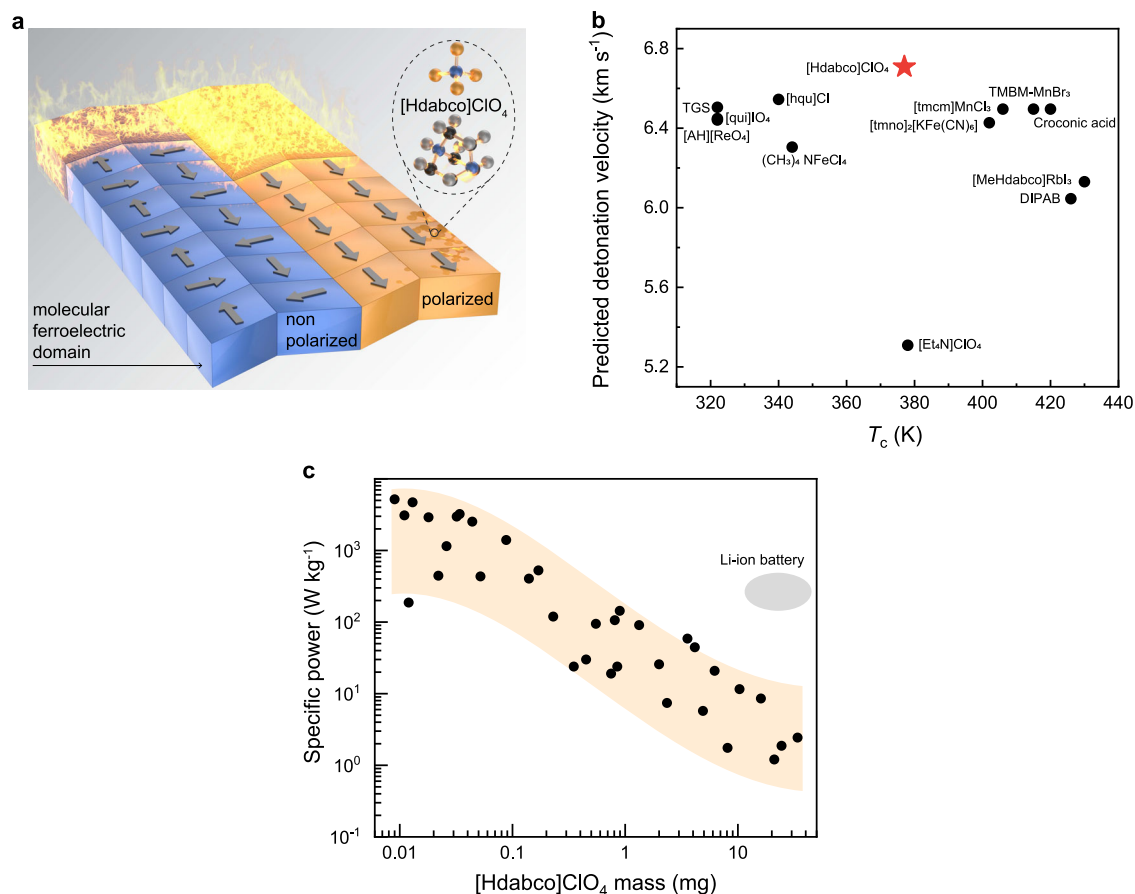 a
[Hdabco]ClO₄
polarized
non
polarized
molecular
ferroelectric
domain
b
Predicted detonation velocity (km s⁻¹)
6.8
6.4
6.0
5.6
5.2
[Hdabco]ClO₄
TGS
[qui]IO₄
[AH][ReO₄]
[hqu]Cl
(CH₃)₄ NFeCl₄
TMBM-MnBr₃
[tmcm]MnCl₃
[tmno]₂[KFe(CN)₆]
Croconic acid
[MeHdabco]RbI₃
DIPAB
[Et₄N]ClO₄
320 340 360 380 400 420 440
T_c (K)
c
Specific power (W kg⁻¹)
10³
10²
10¹
10⁰
10⁻¹
Li-ion battery
0.01 0.1 1 10
[Hdabco]ClO₄ mass (mg)